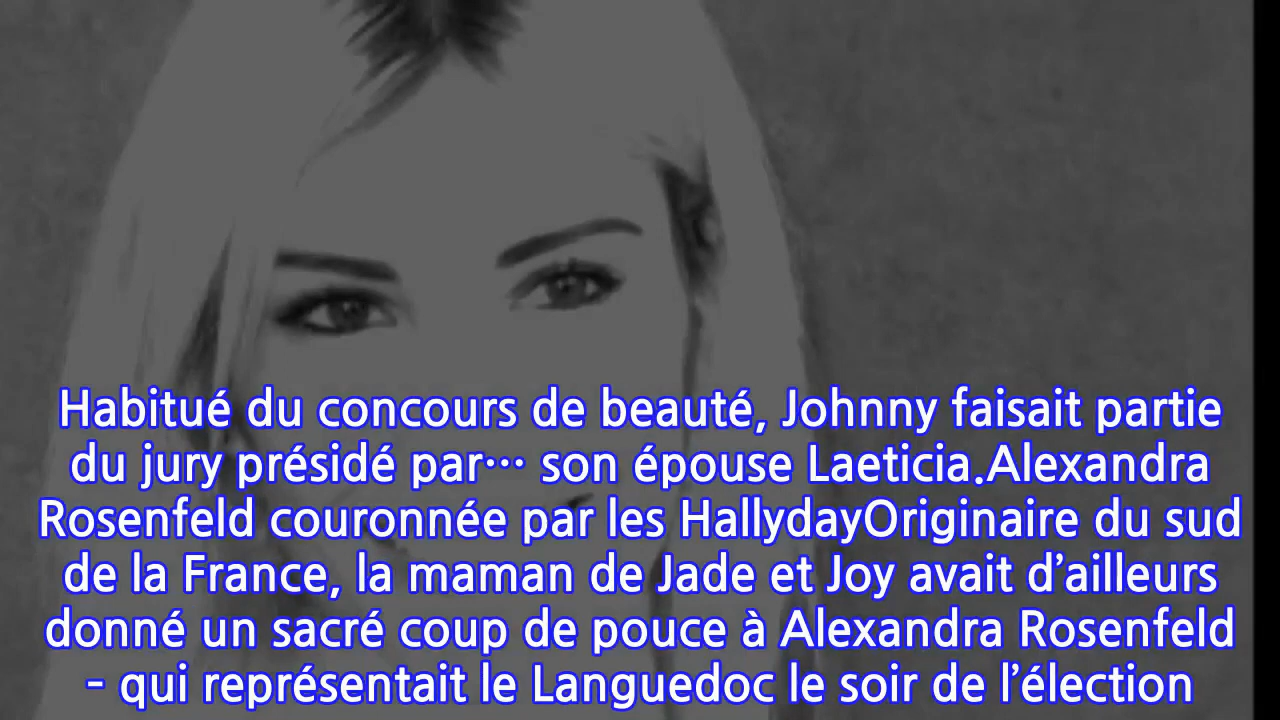 Habitué du concours de beauté, Johnny faisait partie
du jury présidé par… son épouse Laeticia.Alexandra
Rosenfeld couronnée par les HallydayOriginaire du sud
de la France, la maman de Jade et Joy avait d’ailleurs
donné un sacré coup de pouce à Alexandra Rosenfeld
- qui représentait le Languedoc le soir de l’élection